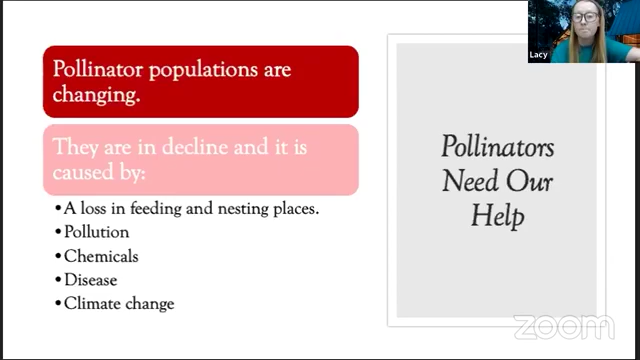 Pollinator populations are
changing.
They are in decline and it is
caused by:
•A loss in feeding and nesting places.
•Pollution
•Chemicals
•Disease
•Climate change
Pollinators
Need Our
Help
Lacy
zoom